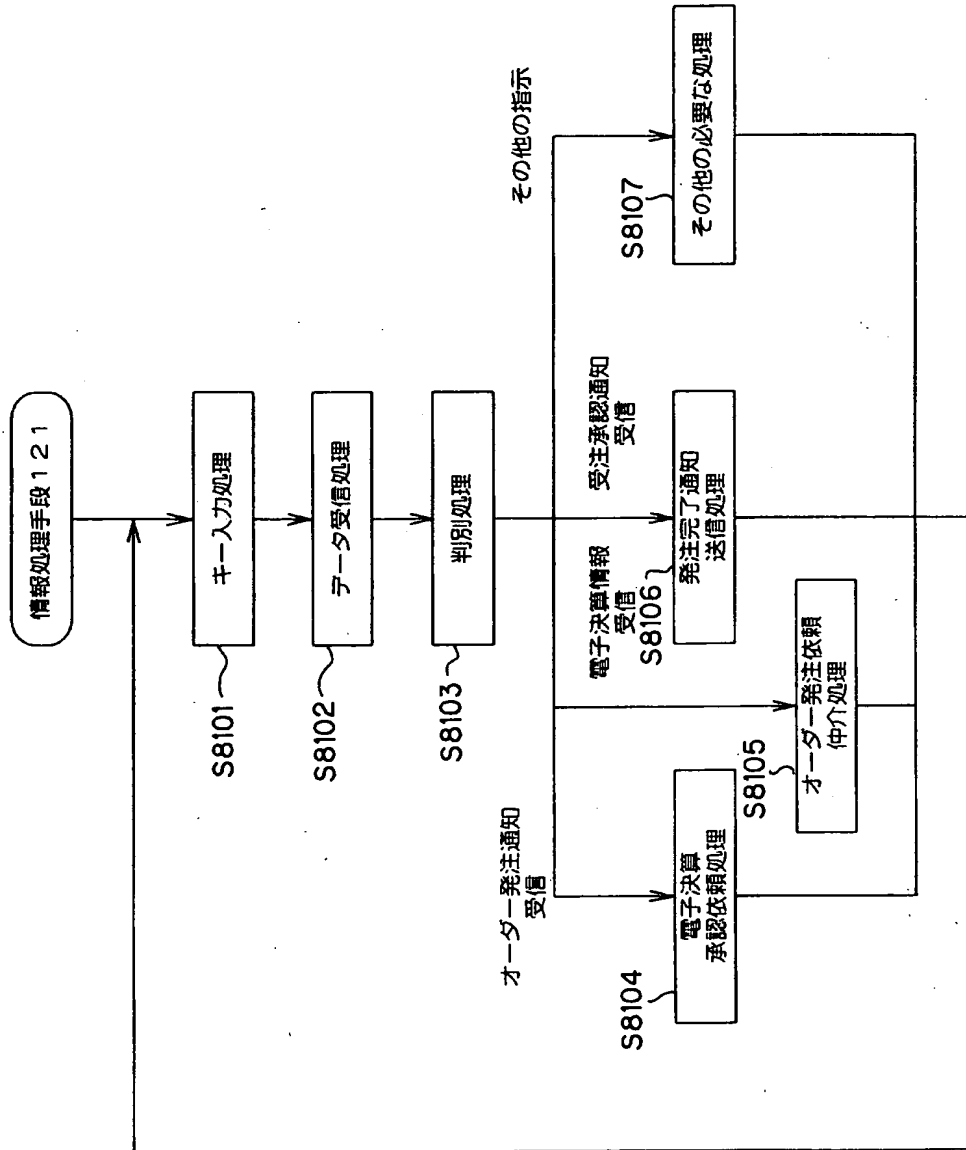 情報処理手段121
キー入力処理
S8101
データ受信処理
S8102
判別処理
S8103
オーダー発注通知
受信
電子決算情報
受信
受注承認通知
受信
その他の指示
電子決算
承認依頼処理
S8104
オーダー発注依頼
仲介処理
S8105
発注完了通知
送信処理
S8106
その他の必要な処理
S8107